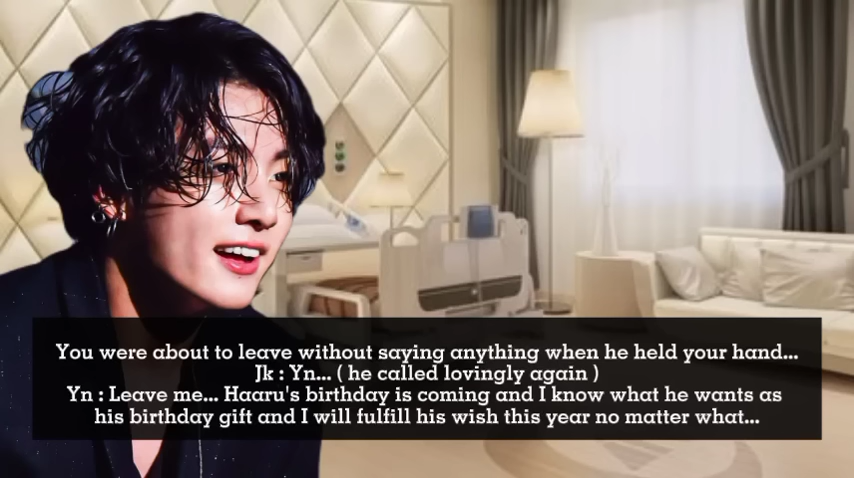 You were about to leave without saying anything when he held your hand...
Jk : Yn... ( he called lovingly again )
Yn : Leave me... Haaru's birthday is coming and I know what he wants as
his birthday gift and I will fulfill his wish this year no matter what...